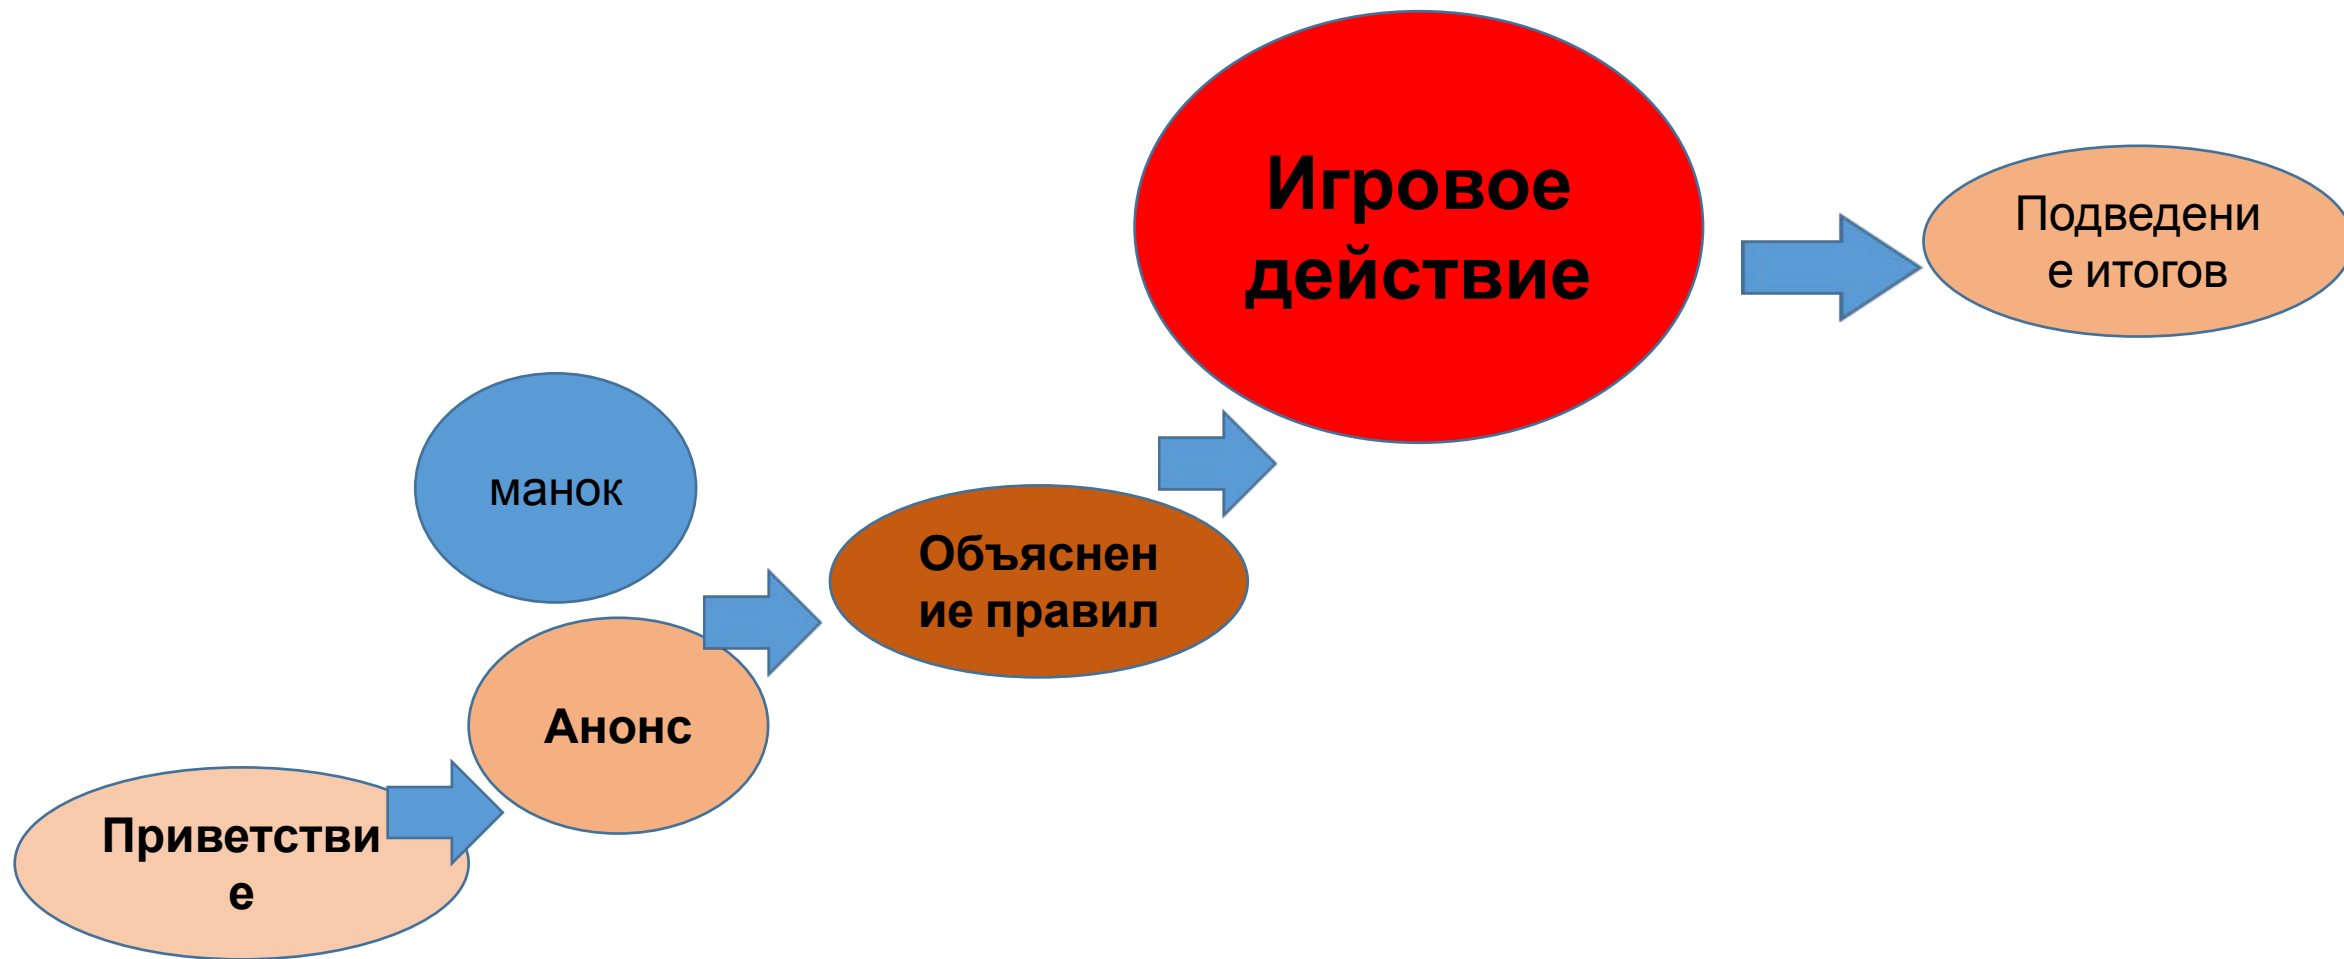 Игровое
действие
Подведени
е итогов
манок
Объяснен
ие правил
Анонс
Приветстви
е